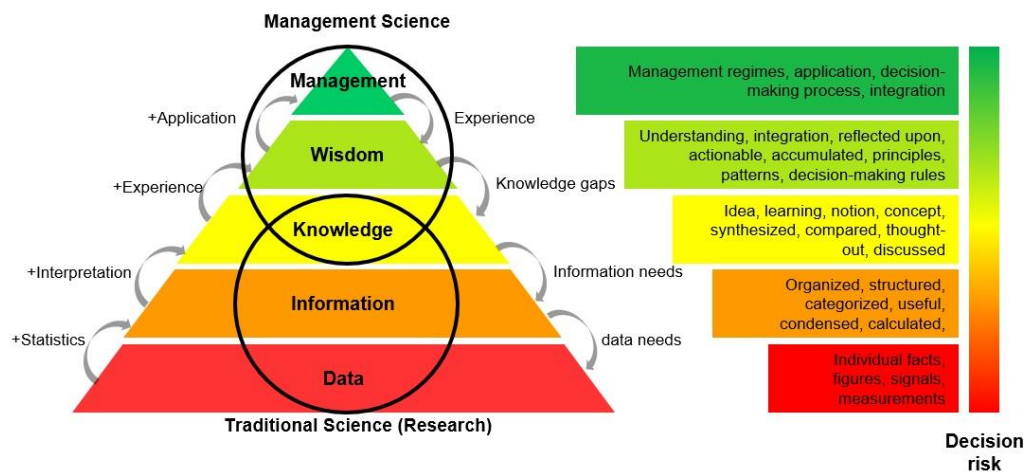 Management Science
Management
+Application
Experience
Wisdom
+Experience
Knowledge gaps
Knowledge
+Interpretation
Information needs
Information
+Statistics
data needs
Data
Traditional Science (Research)
Management regimes, application, decision-
making process, integration
Understanding, integration, reflected upon,
actionable, accumulated, principles,
patterns, decision-making rules
Idea, learning, notion, concept,
synthesized, compared, thought-
out, discussed
Organized, structured,
categorized, useful,
condensed, calculated,
Individual facts,
figures, signals,
measurements
Decision
risk